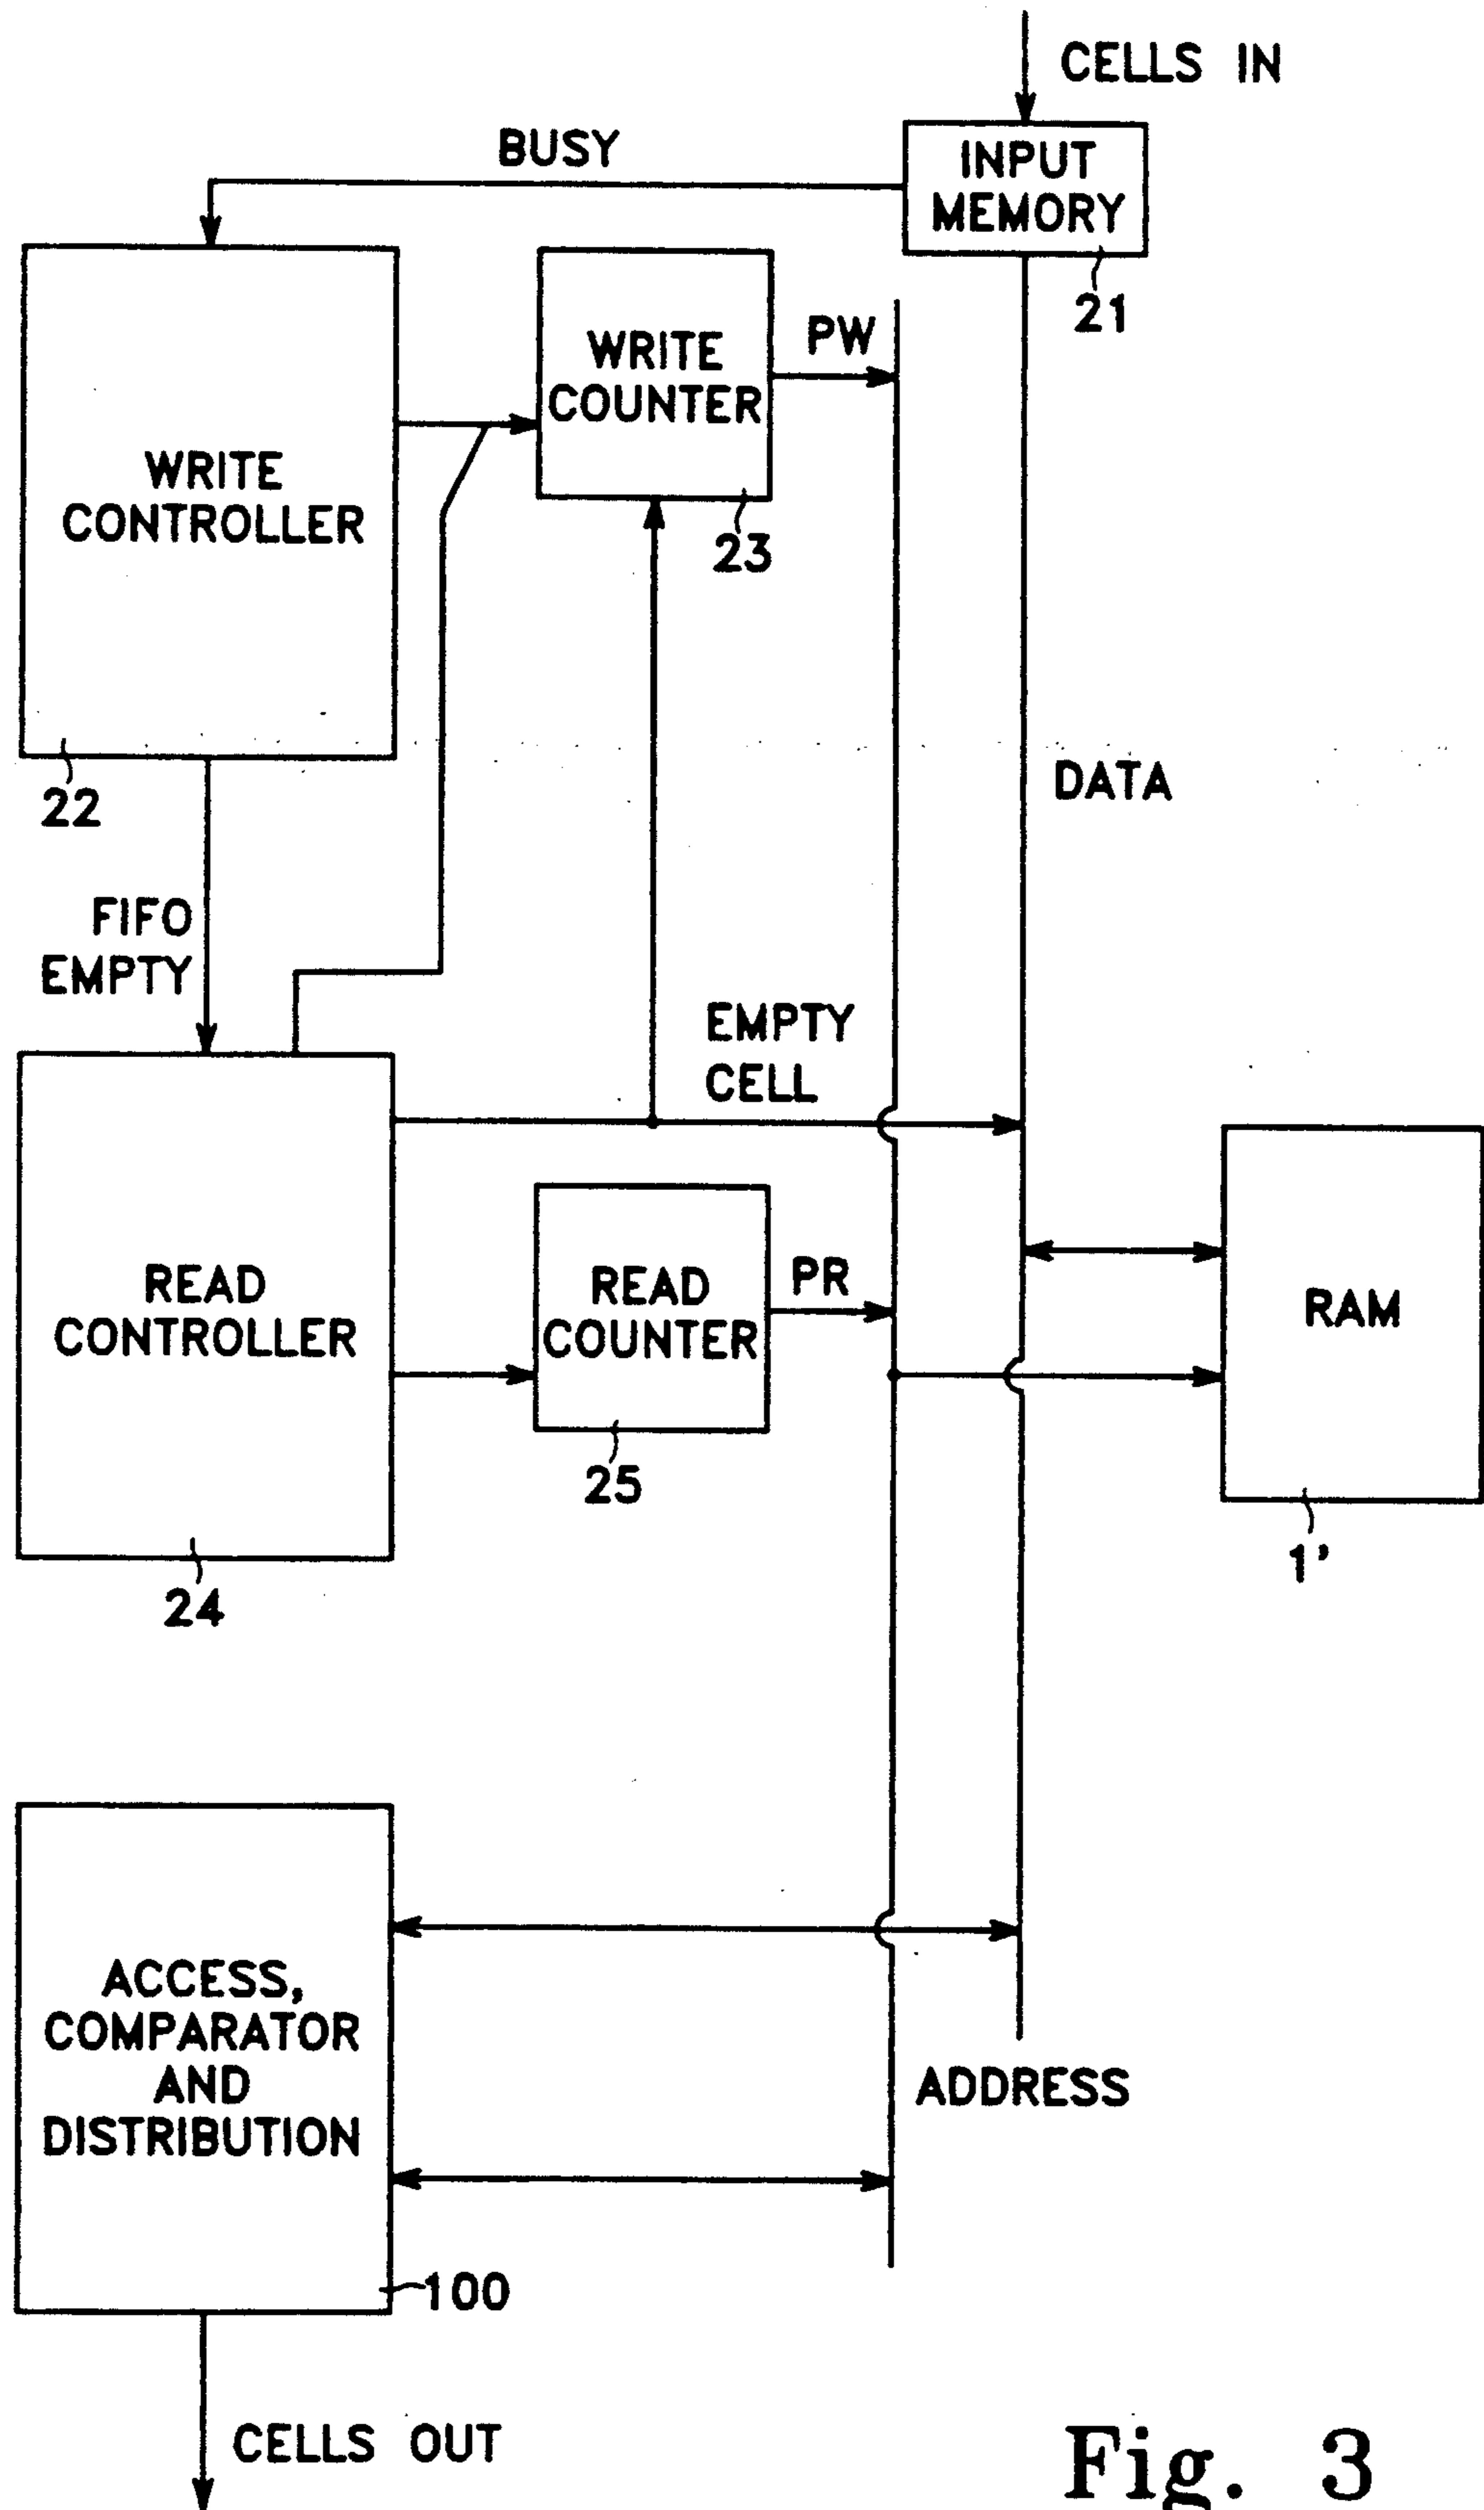 CELLS IN
BUSY
INPUT
MEMORY
21
PW
WRITE
COUNTER
23
WRITE
CONTROLLER
22
DATA
FIFO
EMPTY
EMPTY
CELL
READ
CONTROLLER
24
READ
COUNTER
25
PR
RAM
1'
ACCESS,
COMPARATOR
AND
DISTRIBUTION
100
ADDRESS
CELLS OUT
Fig. 3